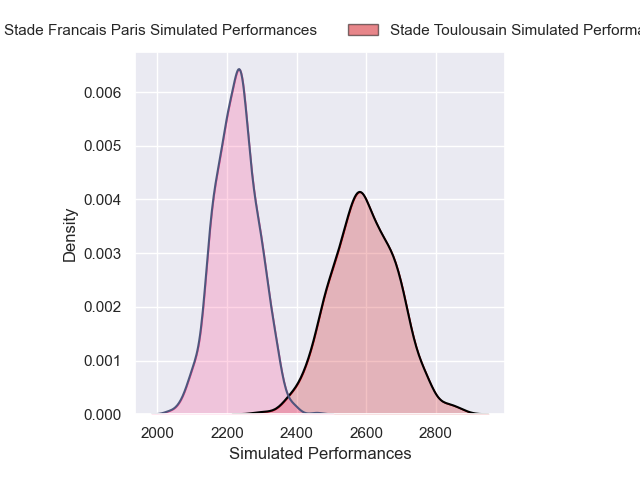 Stade Francais Paris Simulated Performances
Stade Toulousain Simulated
0.006
0.005
0.004
0.003
0.002
0.001
0.000
Density
2000 2200 2400 2600 2800
Simulated Performances